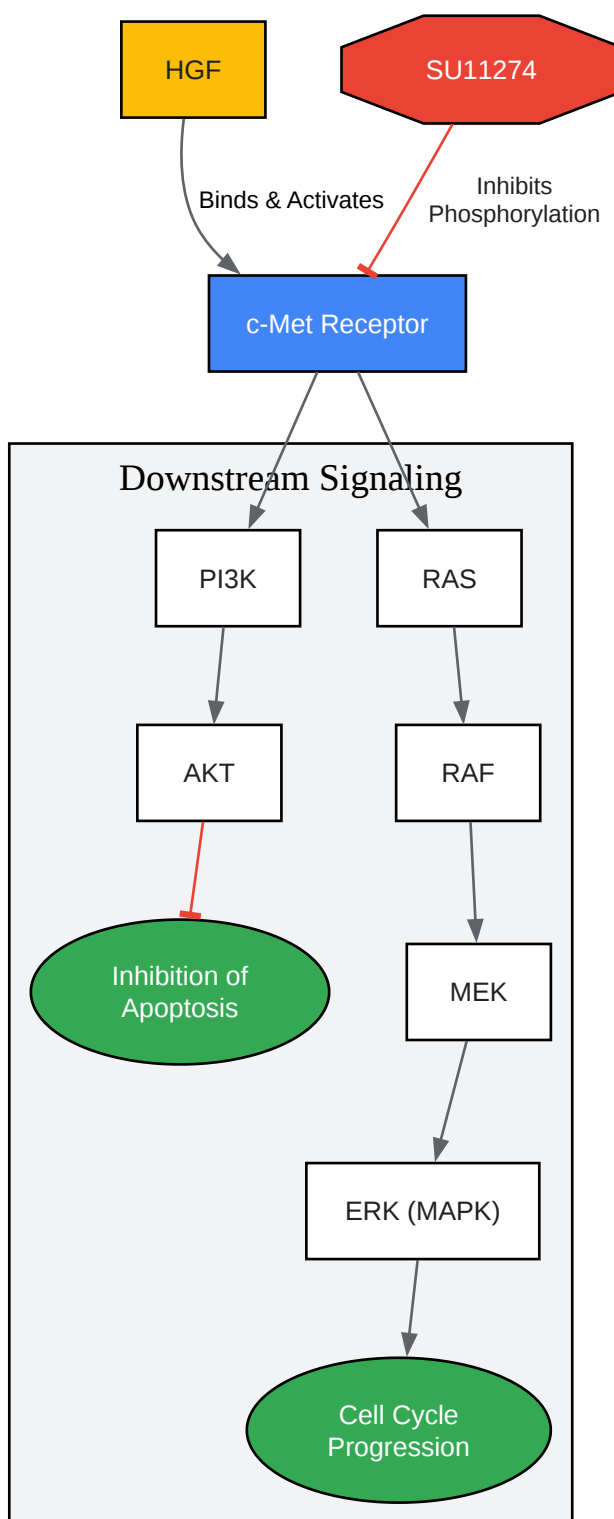 HGF
SU11274
Binds & Activates
Inhibits
Phosphorylation
c-Met Receptor
Downstream Signaling
PI3K
RAS
AKT
RAF
Inhibition of
Apoptosis
MEK
ERK (MAPK)
Cell Cycle
Progression